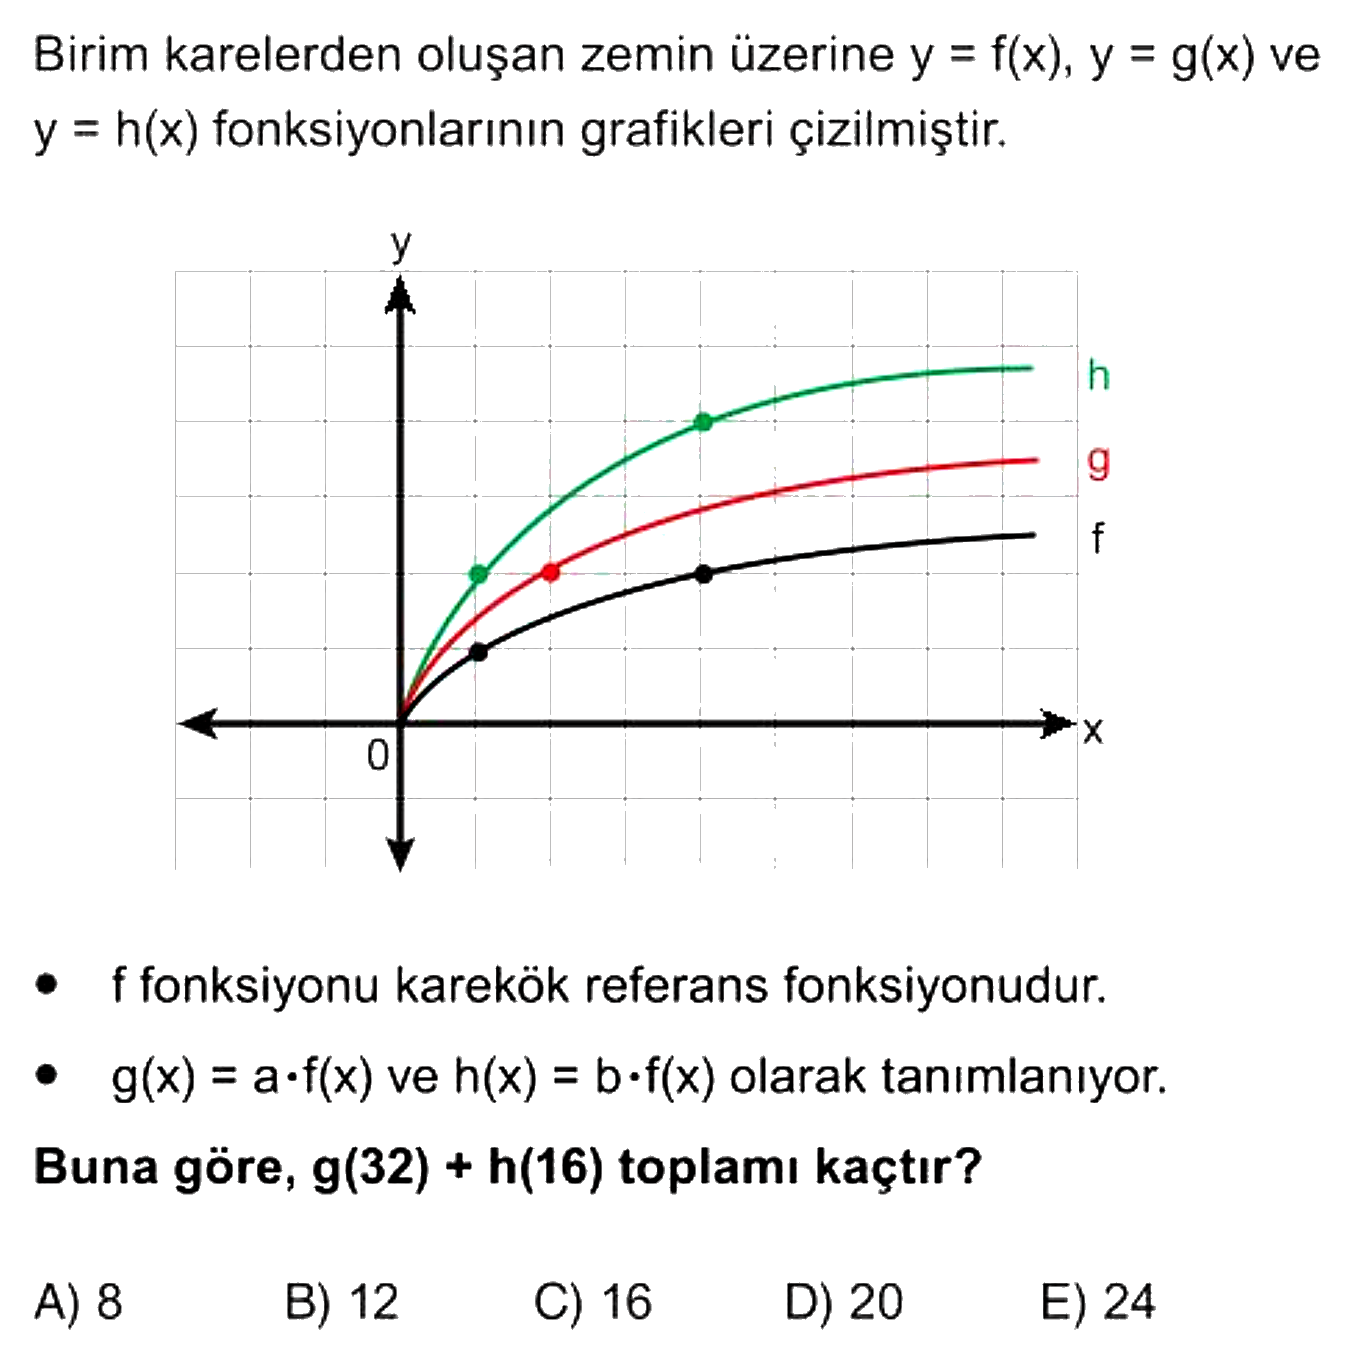 Birim karelerden oluşan zemin üzerine y = f(x), y = g(x) ve
y = h(x) fonksiyonlarının grafikleri çizilmiştir.
y
h
g
f
0
x
• f fonksiyonu karekök referans fonksiyonudur.
• g(x) = a·f(x) ve h(x) = b·f(x) olarak tanımlanıyor.
Buna göre, g(32) + h(16) toplamı kaçtır?
A) 8 B) 12 C) 16 D) 20 E) 24